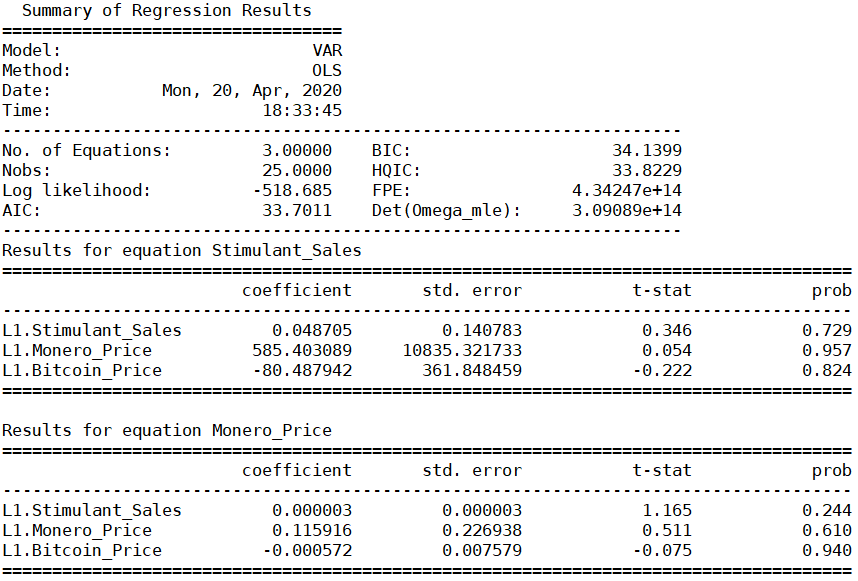 Summary of Regression Results
==================================
Model:                         VAR
Method:                        OLS
Date:           Mon, 20, Apr, 2020
Time:                     18:33:45
--------------------------------------------------------------------
No. of Equations:         3.00000    BIC:                    34.1399
Nobs:                     25.0000    HQIC:                   33.8229
Log likelihood:          -518.685    FPE:                4.34247e+14
AIC:                      33.7011    Det(Omega_mle):     3.09089e+14
--------------------------------------------------------------------
Results for equation Stimulant_Sales
=====================================================================================
                        coefficient       std. error           t-stat            prob
-------------------------------------------------------------------------------------
L1.Stimulant_Sales         0.048705         0.140783            0.346           0.729
L1.Monero_Price          585.403089     10835.321733            0.054           0.957
L1.Bitcoin_Price         -80.487942       361.848459           -0.222           0.824
=====================================================================================

Results for equation Monero_Price
=====================================================================================
                        coefficient       std. error           t-stat            prob
-------------------------------------------------------------------------------------
L1.Stimulant_Sales         0.000003         0.000003            1.165           0.244
L1.Monero_Price            0.115916         0.226938            0.511           0.610
L1.Bitcoin_Price          -0.000572         0.007579           -0.075           0.940
=====================================================================================